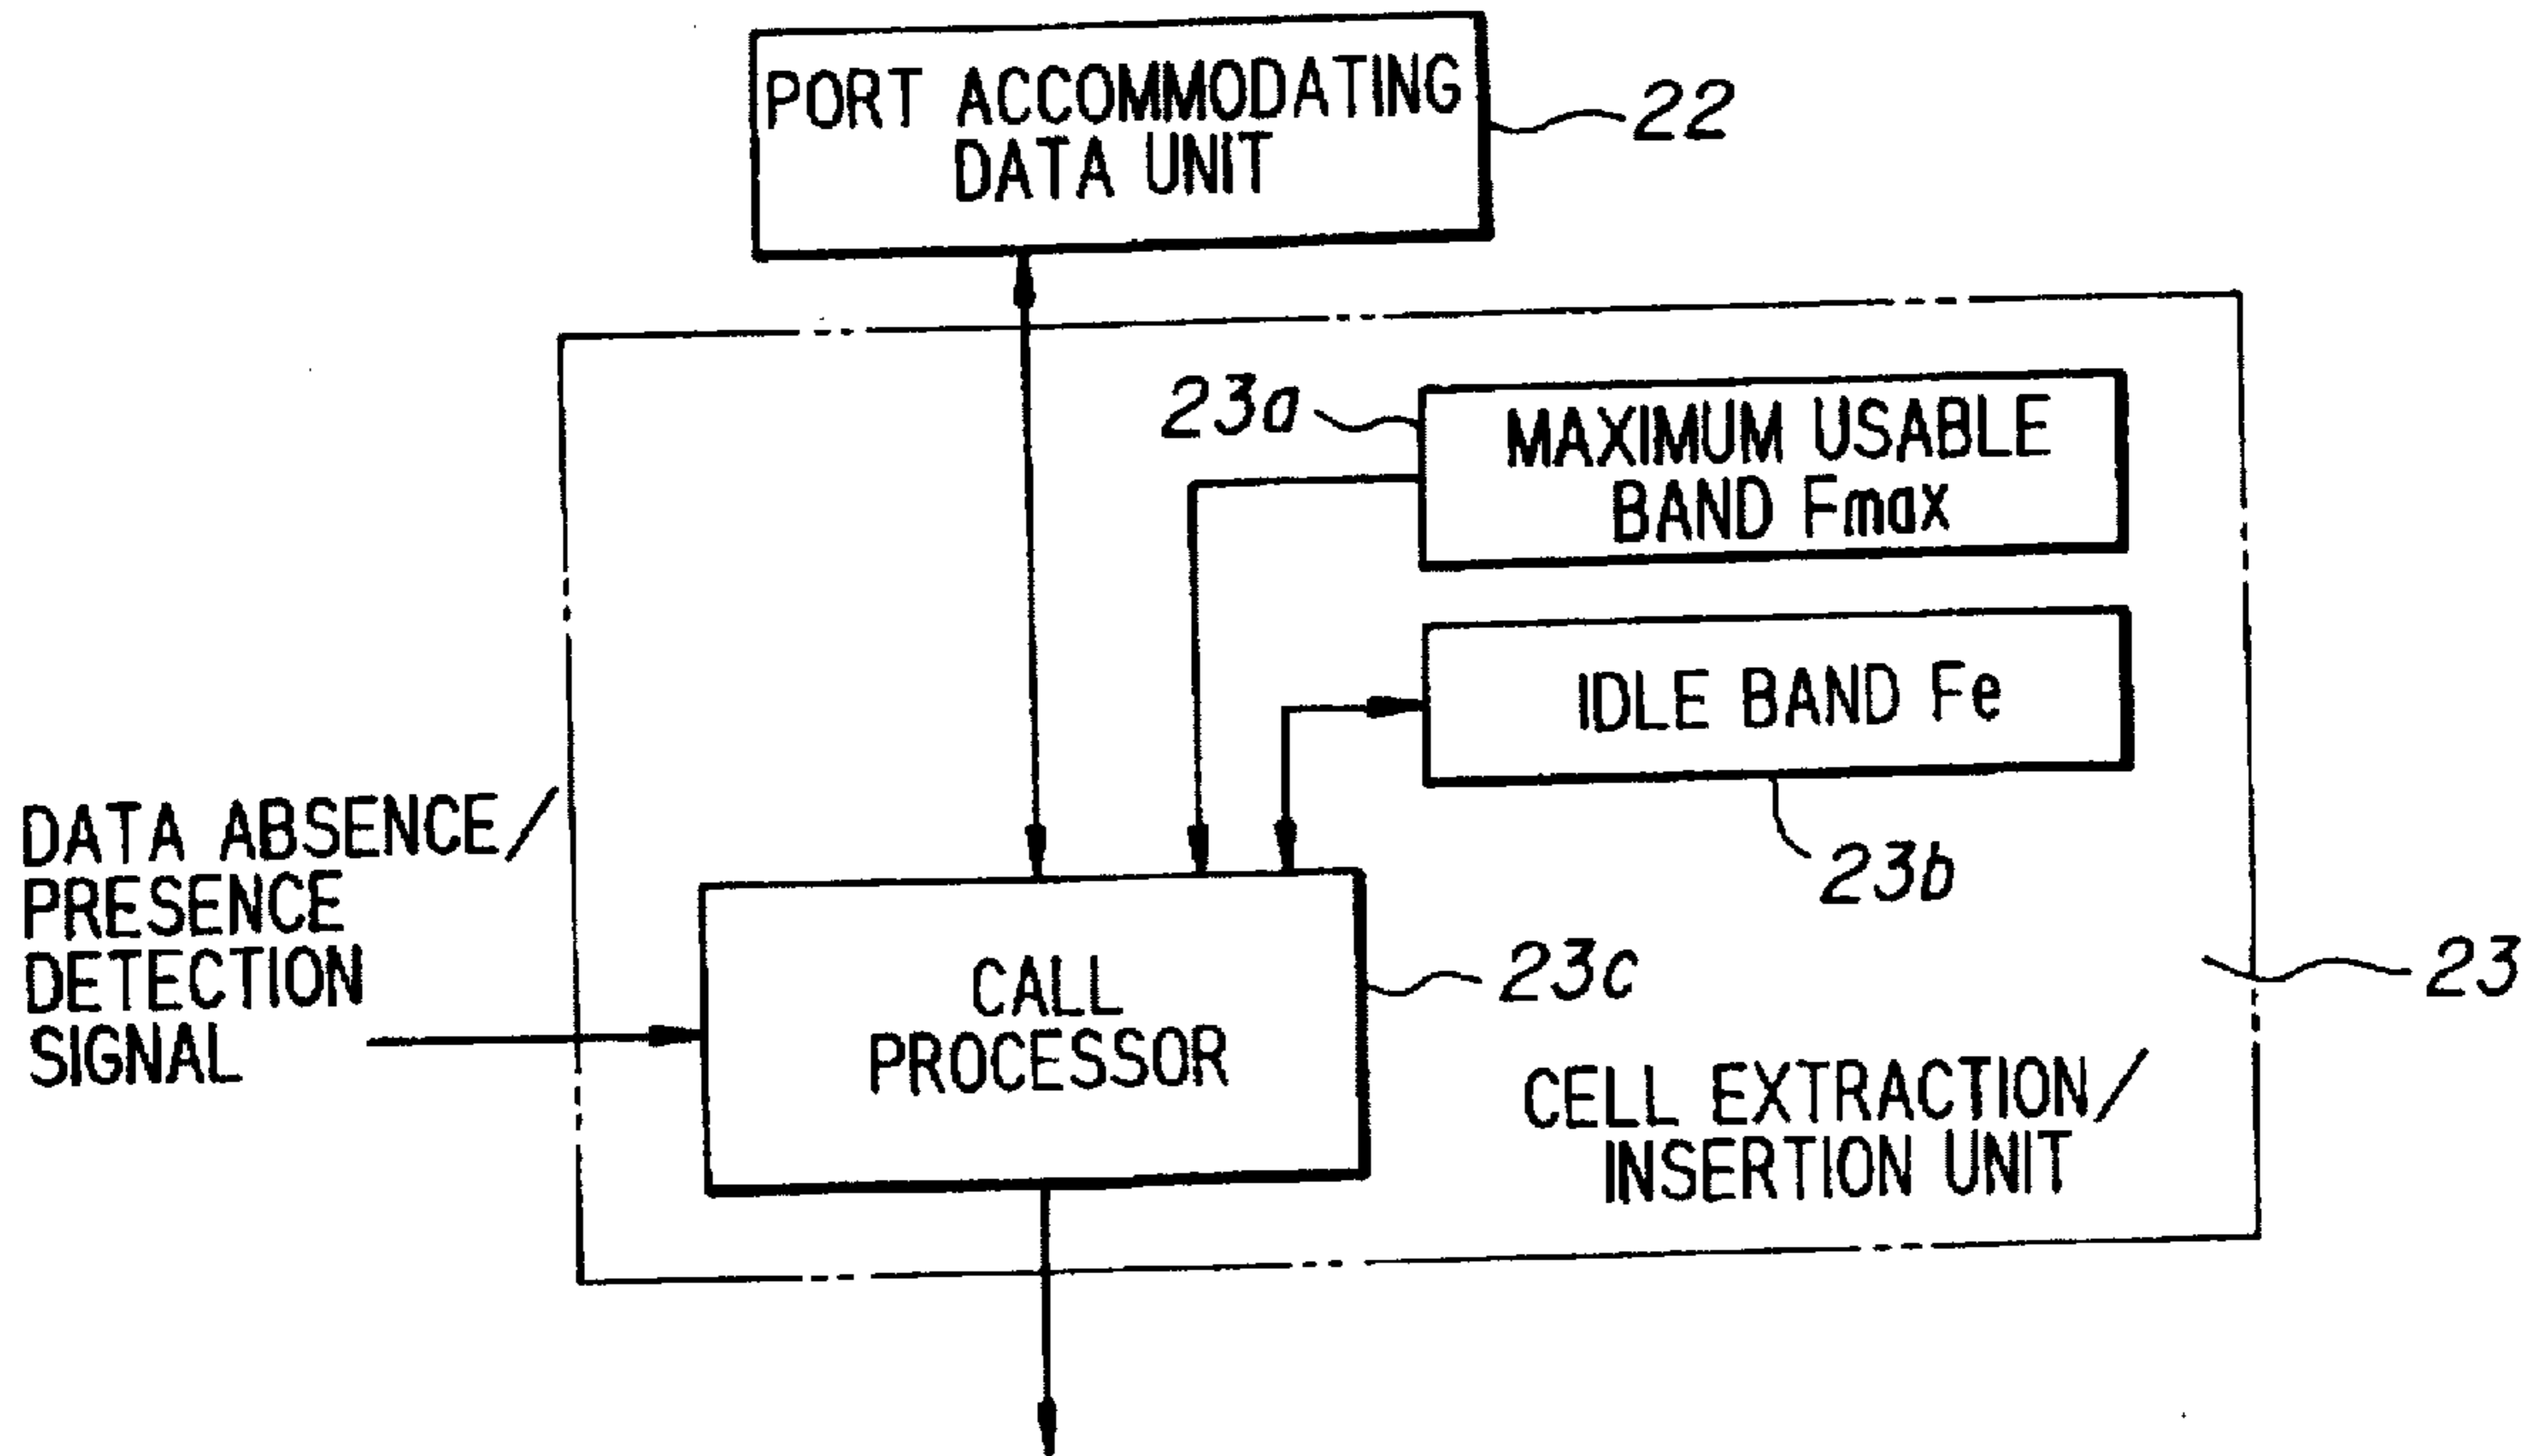 PORT ACCOMMODATING
DATA UNIT
22
23a
MAXIMUM USABLE
BAND Fmax
IDLE BAND Fe
23b
DATA ABSENCE/
PRESENCE
DETECTION
SIGNAL
CALL
PROCESSOR
23c
23
CELL EXTRACTION/
INSERTION UNIT